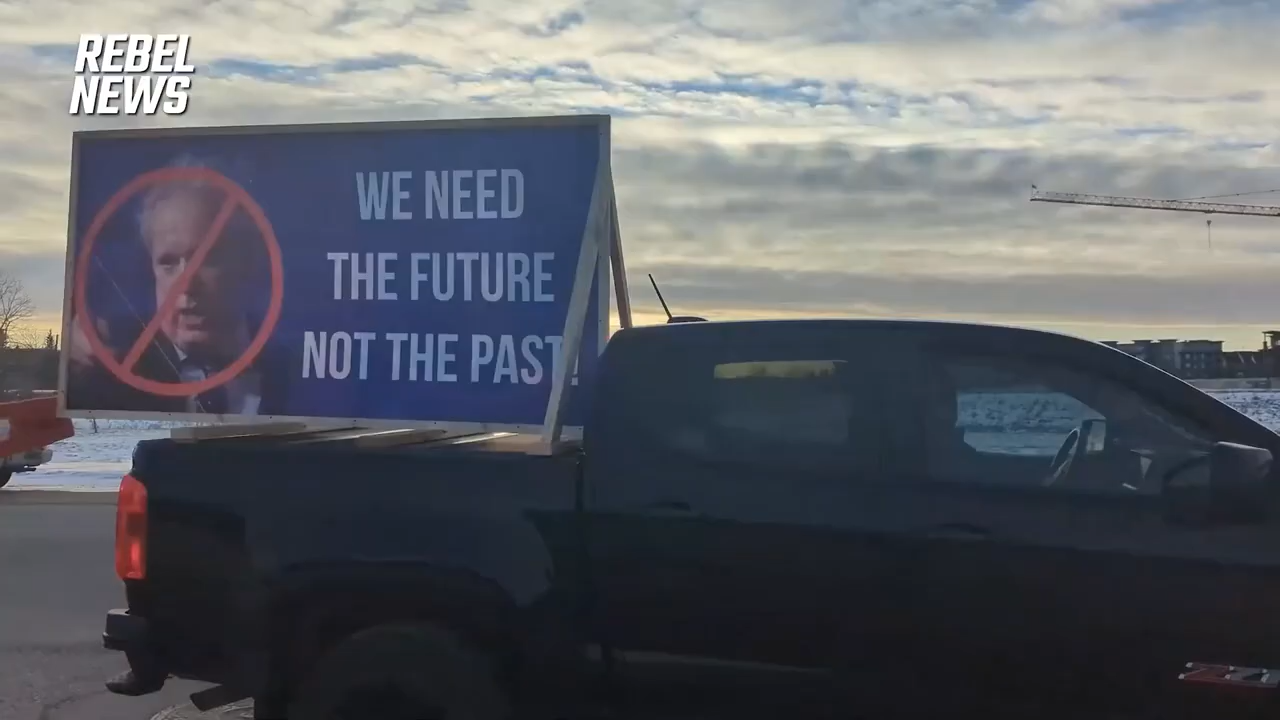 REBEL
NEWS
WE NEED
THE FUTURE
NOT THE PAST!